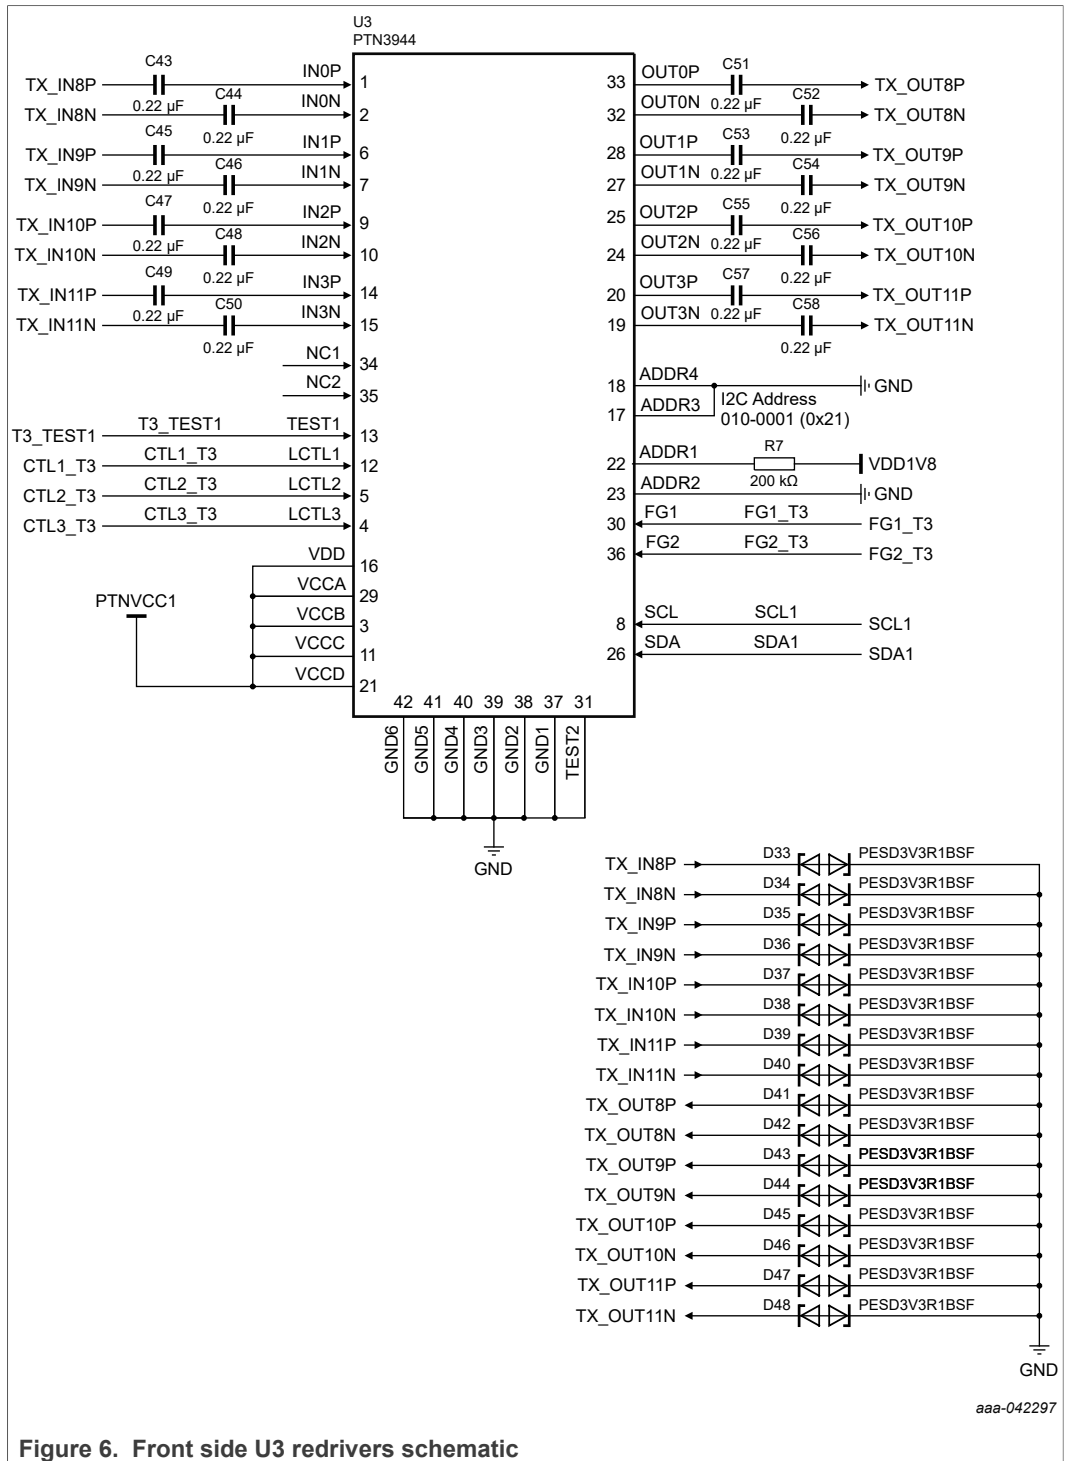 U3
PTN3944
TX_IN8P C43 0.22 µF IN0P 1
TX_IN8N C44 0.22 µF IN0N 2
TX_IN9P C45 0.22 µF IN1P 6
TX_IN9N C46 0.22 µF IN1N 7
TX_IN10P C47 0.22 µF IN2P 9
TX_IN10N C48 0.22 µF IN2N 10
TX_IN11P C49 0.22 µF IN3P 14
TX_IN11N C50 0.22 µF IN3N 15
NC1 34
NC2 35
T3_TEST1 T3_TEST1 TEST1 13
CTL1_T3 CTL1_T3 LCTL1 12
CTL2_T3 CTL2_T3 LCTL2 5
CTL3_T3 CTL3_T3 LCTL3 4
VDD 16
PTNVCC1
VCCA 29
VCCB 3
VCCC 11
VCCD 21
33 OUT0P C51 0.22 µF TX_OUT8P
32 OUT0N C52 0.22 µF TX_OUT8N
28 OUT1P C53 0.22 µF TX_OUT9P
27 OUT1N C54 0.22 µF TX_OUT9N
25 OUT2P C55 0.22 µF TX_OUT10P
24 OUT2N C56 0.22 µF TX_OUT10N
20 OUT3P C57 0.22 µF TX_OUT11P
19 OUT3N C58 0.22 µF TX_OUT11N
18 ADDR4 GND
17 ADDR3
I2C Address
010-0001 (0x21)
22 ADDR1 R7 200 kΩ VDD1V8
23 ADDR2 GND
30 FG1 FG1_T3 FG1_T3
36 FG2 FG2_T3 FG2_T3
8 SCL SCL1 SCL1
26 SDA SDA1 SDA1
42 41 40 39 38 37 31
GND6 GND5 GND4 GND3 GND2 GND1 TEST2
GND
TX_IN8P D33 PESD3V3R1BSF
TX_IN8N D34 PESD3V3R1BSF
TX_IN9P D35 PESD3V3R1BSF
TX_IN9N D36 PESD3V3R1BSF
TX_IN10P D37 PESD3V3R1BSF
TX_IN10N D38 PESD3V3R1BSF
TX_IN11P D39 PESD3V3R1BSF
TX_IN11N D40 PESD3V3R1BSF
TX_OUT8P D41 PESD3V3R1BSF
TX_OUT8N D42 PESD3V3R1BSF
TX_OUT9P D43 PESD3V3R1BSF
TX_OUT9N D44 PESD3V3R1BSF
TX_OUT10P D45 PESD3V3R1BSF
TX_OUT10N D46 PESD3V3R1BSF
TX_OUT11P D47 PESD3V3R1BSF
TX_OUT11N D48 PESD3V3R1BSF
GND
aaa-042297
Figure 6. Front side U3 redrivers schematic